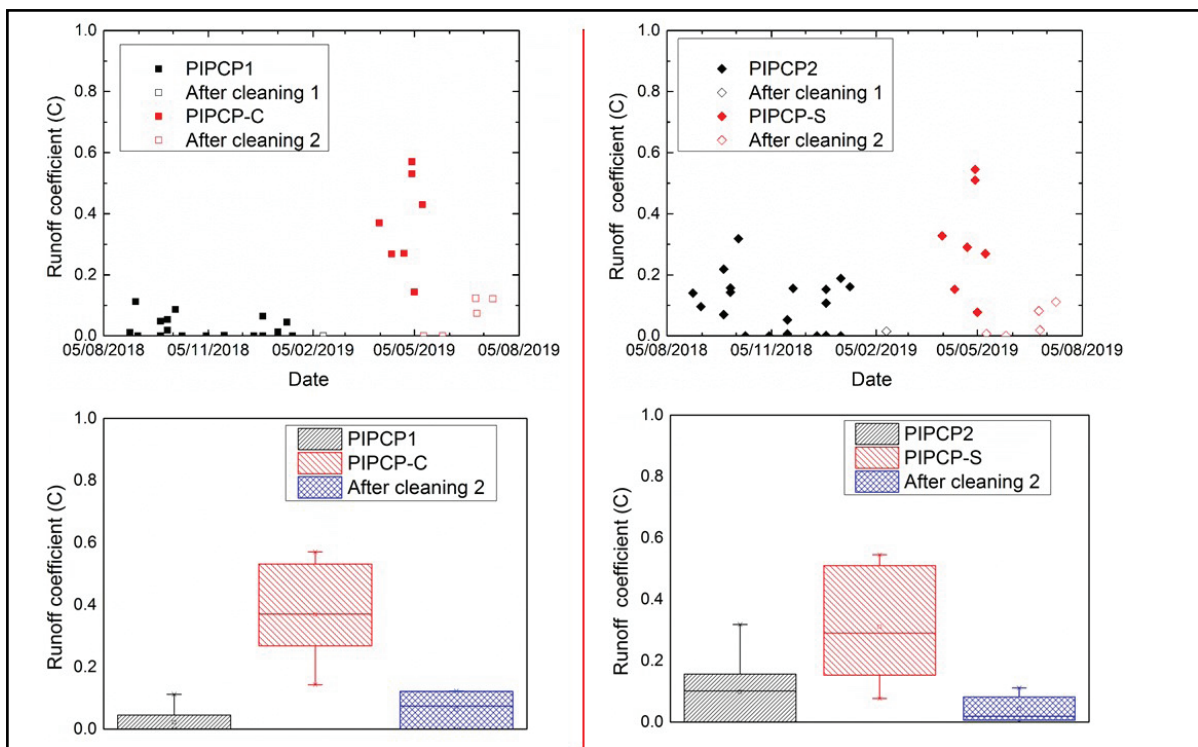 1.0
0.8
0.6
0.4
0.2
0.0
Runoff coefficient (C)
PIPCP1
After cleaning 1
PIPCP-C
After cleaning 2
05/08/2018 05/11/2018 05/02/2019 05/05/2019 05/08/2019
Date
1.0
0.8
0.6
0.4
0.2
0.0
Runoff coefficient (C)
PIPCP2
After cleaning 1
PIPCP-S
After cleaning 2
05/08/2018 05/11/2018 05/02/2019 05/05/2019 05/08/2019
Date
1.0
0.8
0.6
0.4
0.2
0.0
Runoff coefficient (C)
PIPCP1
PIPCP-C
After cleaning 2
1.0
0.8
0.6
0.4
0.2
0.0
Runoff coefficient (C)
PIPCP2
PIPCP-S
After cleaning 2